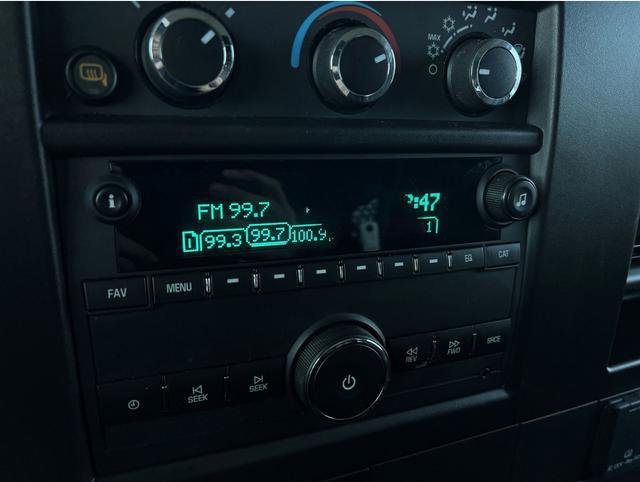 MAX
FM 99.7
:47
1 99.3 99.7 100.9
1
FAV
MENU
EQ
CAT
SEEK
SEEK
REV
FWD
SRCE